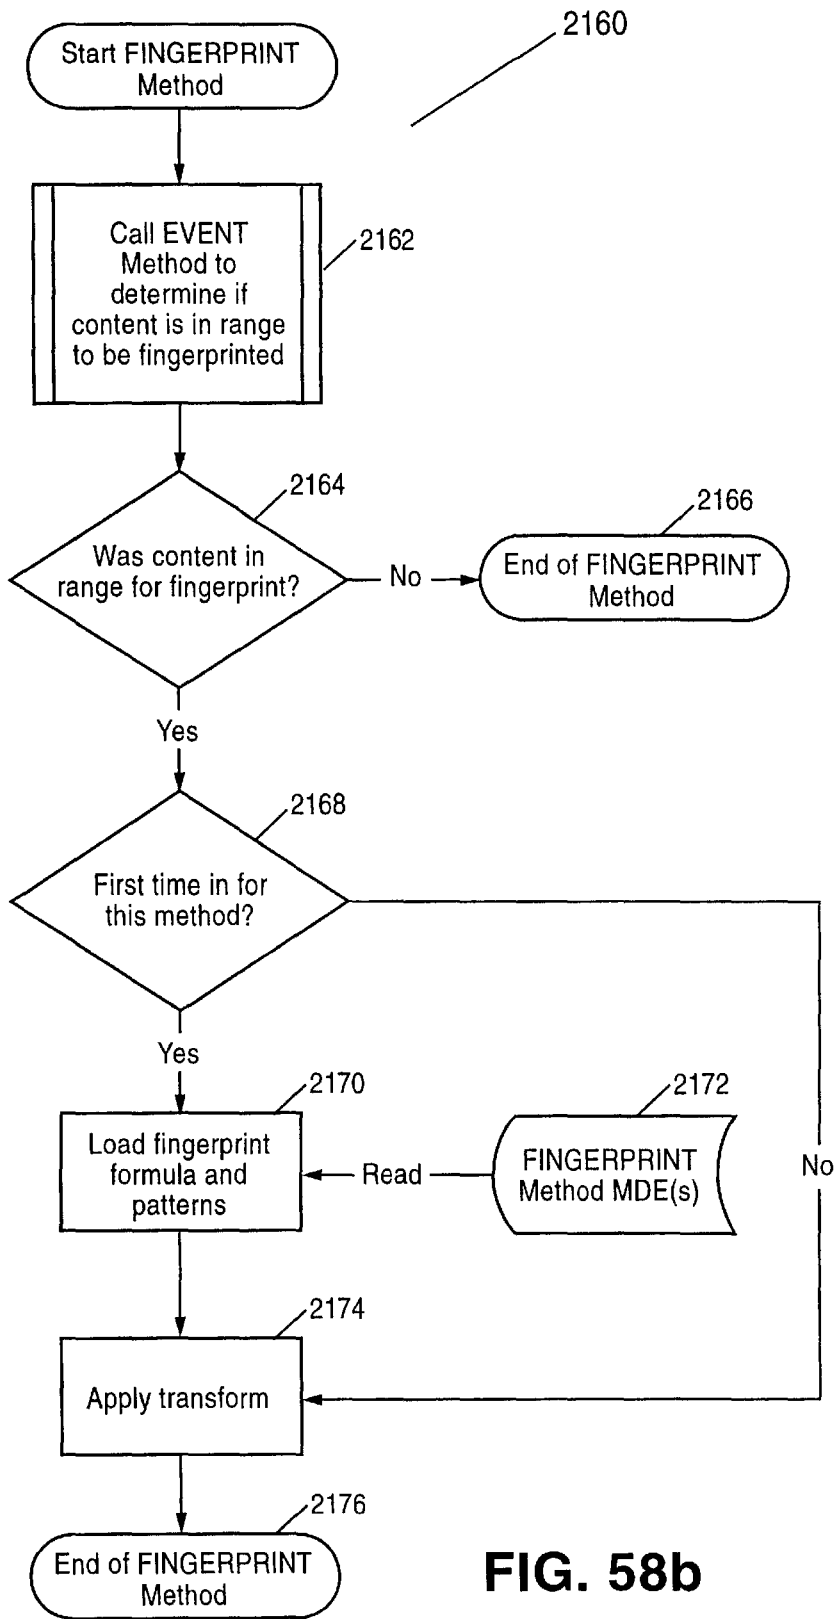 2160
Start FINGERPRINT
Method
Call EVENT
Method to
determine if
content is in range
to be fingerprinted
2162
2164
Was content in
range for fingerprint?
No
2166
End of FINGERPRINT
Method
Yes
2168
First time in for
this method?
Yes
No
2170
Load fingerprint
formula and
patterns
Read
2172
FINGERPRINT
Method MDE(s)
2174
Apply transform
2176
End of FINGERPRINT
Method
FIG. 58b